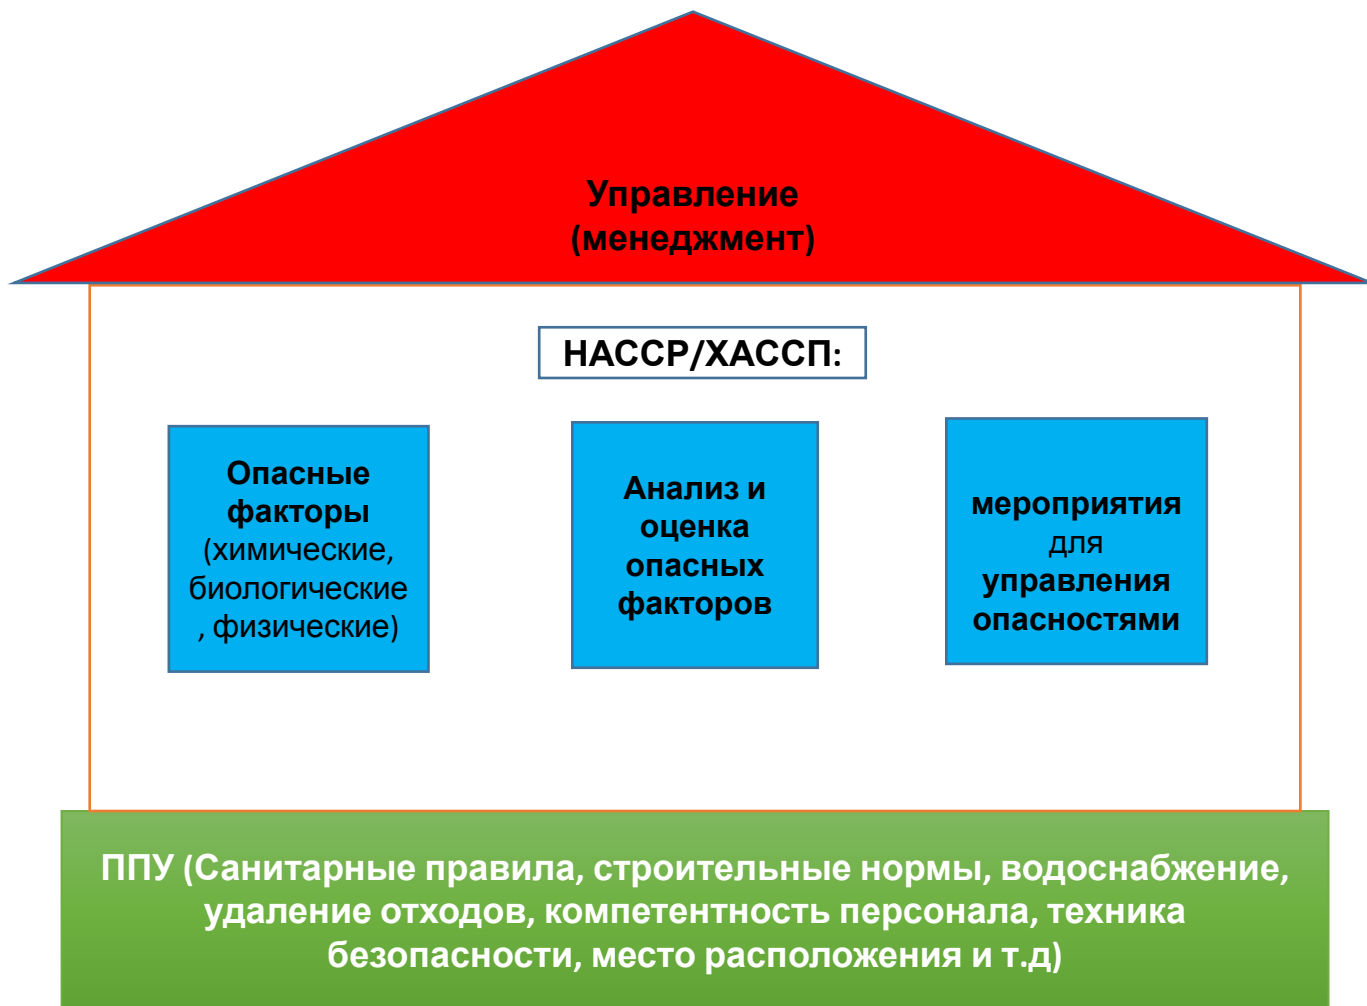 Управление
(менеджмент)
НАССР/ХАССП:
Опасные
факторы
(химические,
биологические
, физические)
Анализ и
оценка
опасных
факторов
мероприятия
для
управления
опасностями
ППУ (Санитарные правила, строительные нормы, водоснабжение,
удаление отходов, компетентность персонала, техника
безопасности, место расположения и т.д)